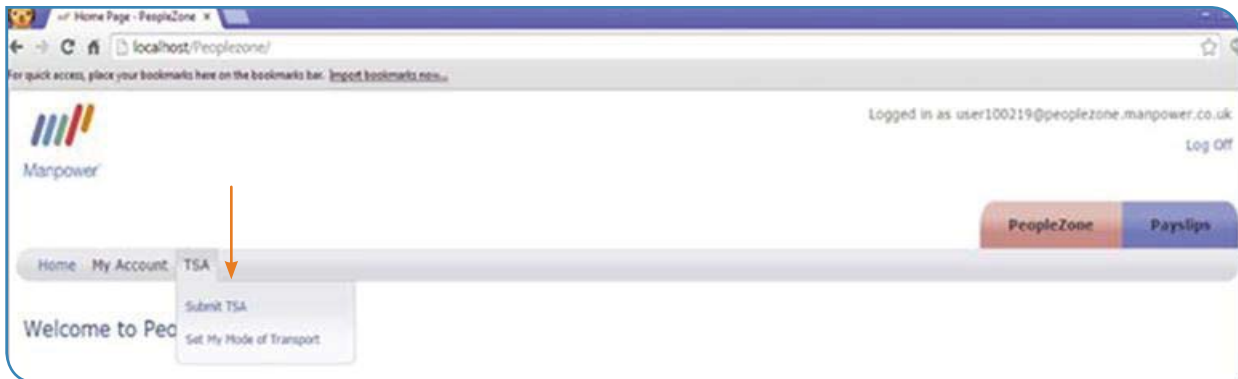 Home Page - PeopleZone
localhost/Peoplezone/
For quick access, place your bookmarks here on the bookmarks bar. Import bookmarks now...
Logged in as user100219@peoplezone.manpower.co.uk
Log Off
Manpower
PeopleZone Payslips
Home My Account TSA
Submit TSA
Welcome to Peo
Set My Mode of Transport